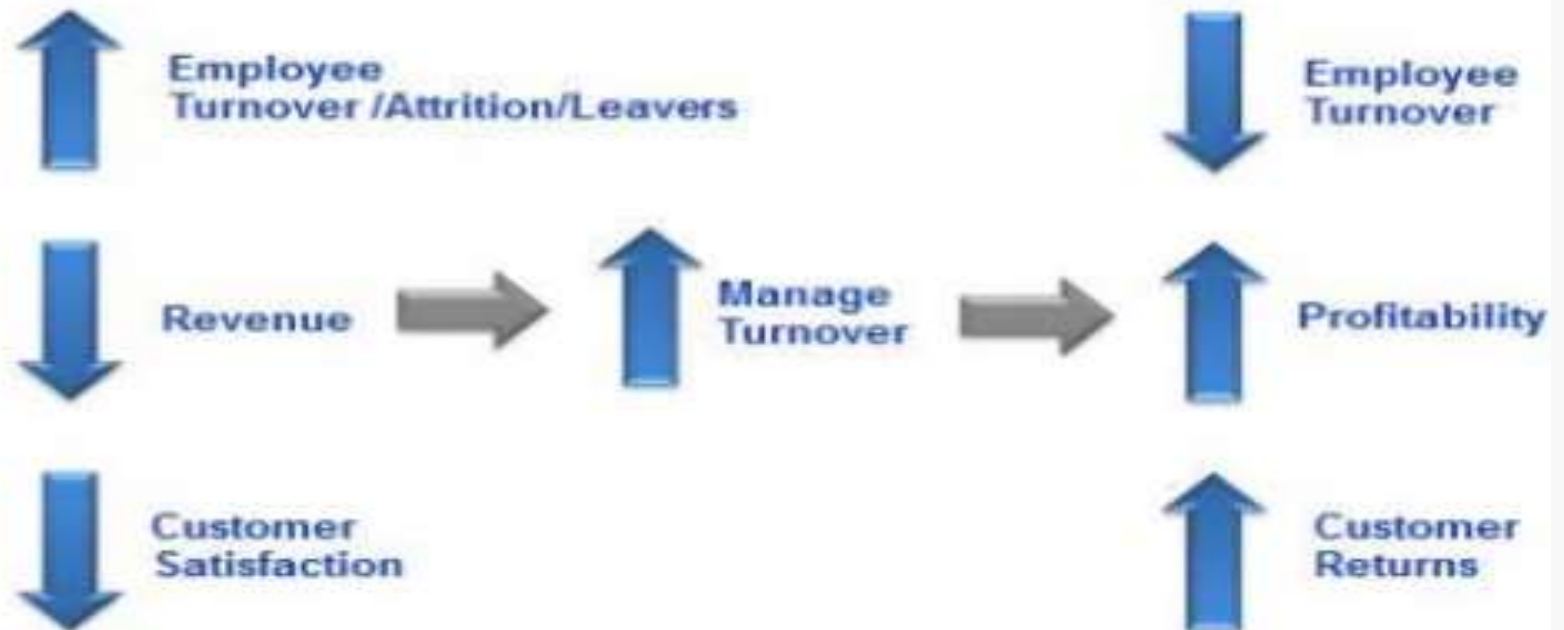 Employee
Turnover /Attrition/Leavers
Revenue
Customer
Satisfaction
Manage
Turnover
Employee
Turnover
Profitability
Customer
Returns